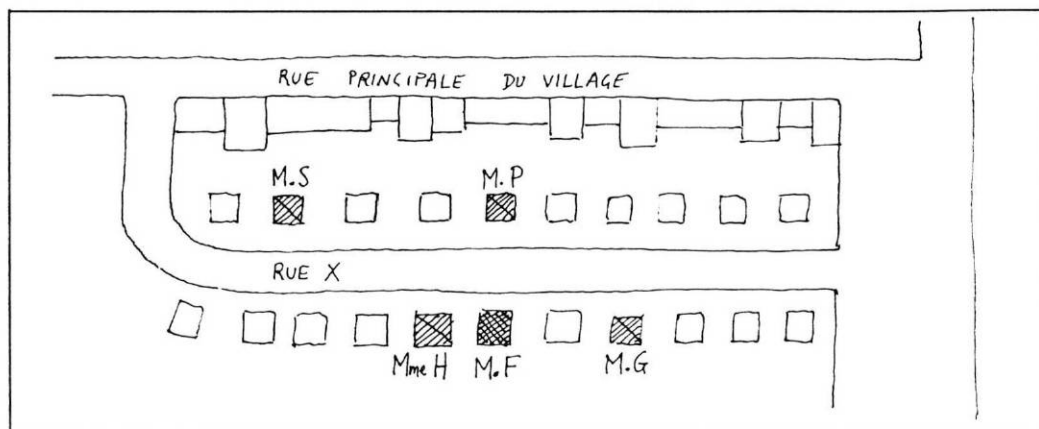 RUE PRINCIPALE DU VILLAGE
M.S M.P
RUE X
Mme H M.F M.G